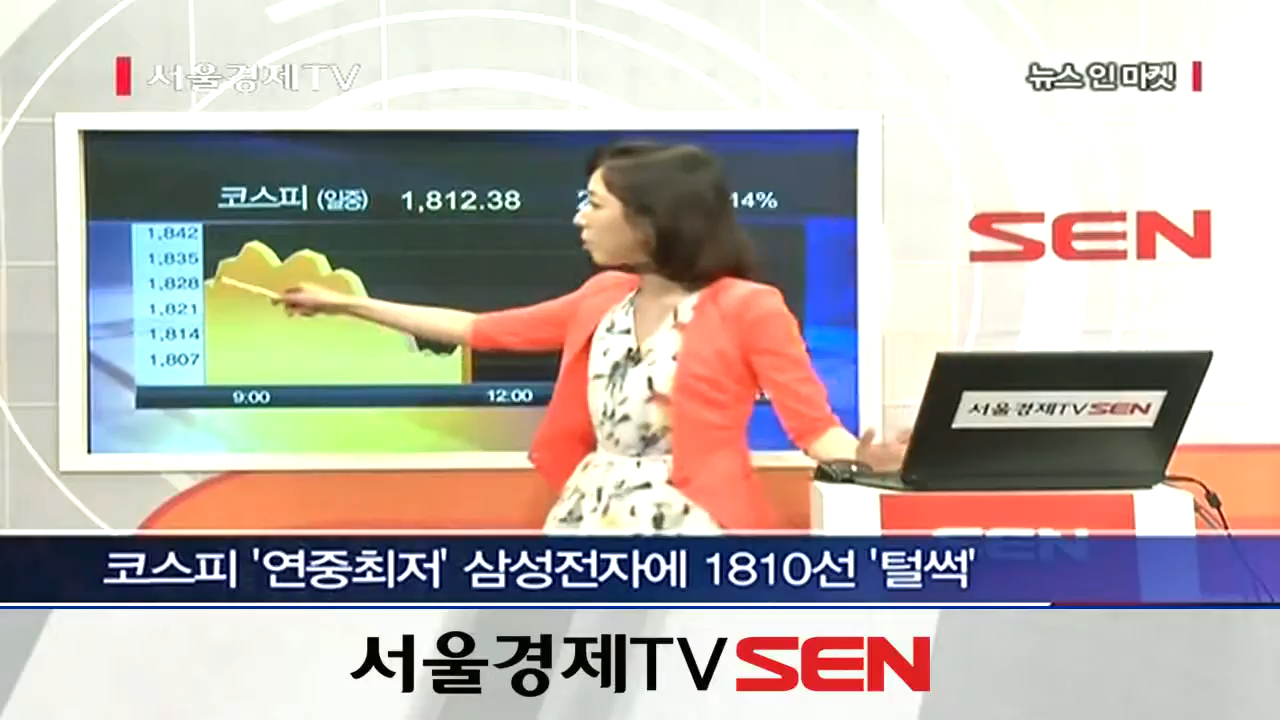 서울경제TV
뉴스 인 마켓
코스피 (일중) 1,812.38 14%
1,842
1,835
1,828
1,821
1,814
1,807
9:00 12:00
SEN
서울경제TV SEN
SEN
코스피 '연중최저' 삼성전자에 1810선 '털썩'
서울경제TV SEN